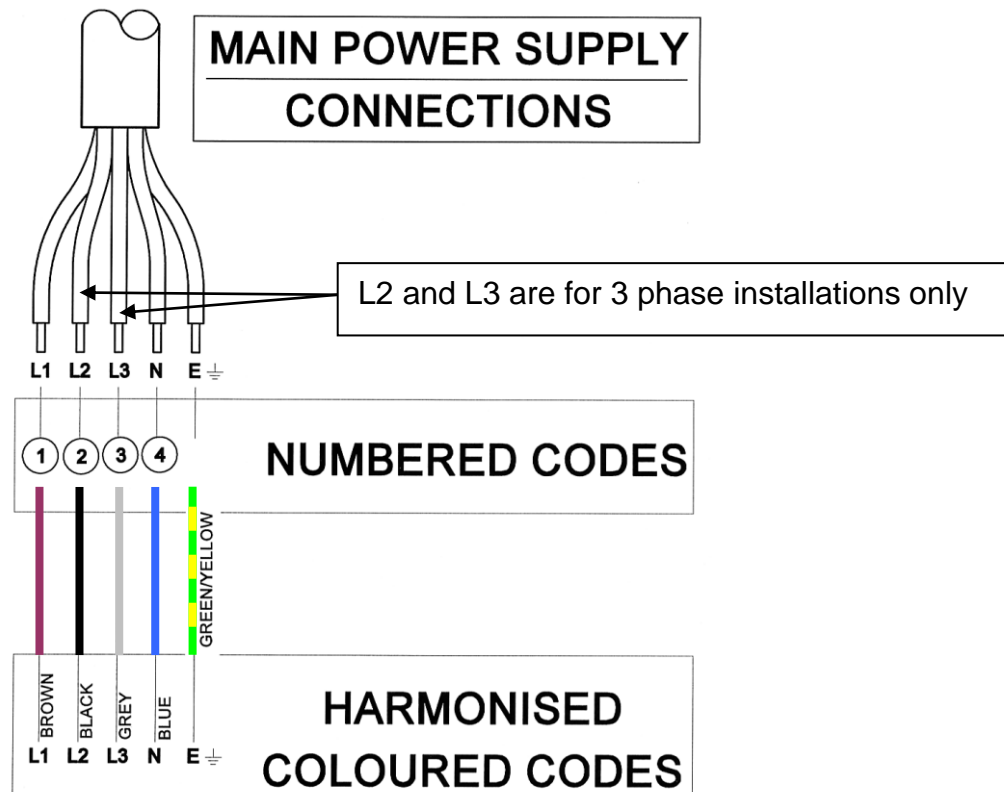 MAIN POWER SUPPLY
CONNECTIONS
L2 and L3 are for 3 phase installations only
L1 L2 L3 N E
1 2 3 4
NUMBERED CODES
GREEN/YELLOW
BROWN
BLACK
GREY
BLUE
L1 L2 L3 N E
HARMONISED
COLOURED CODES